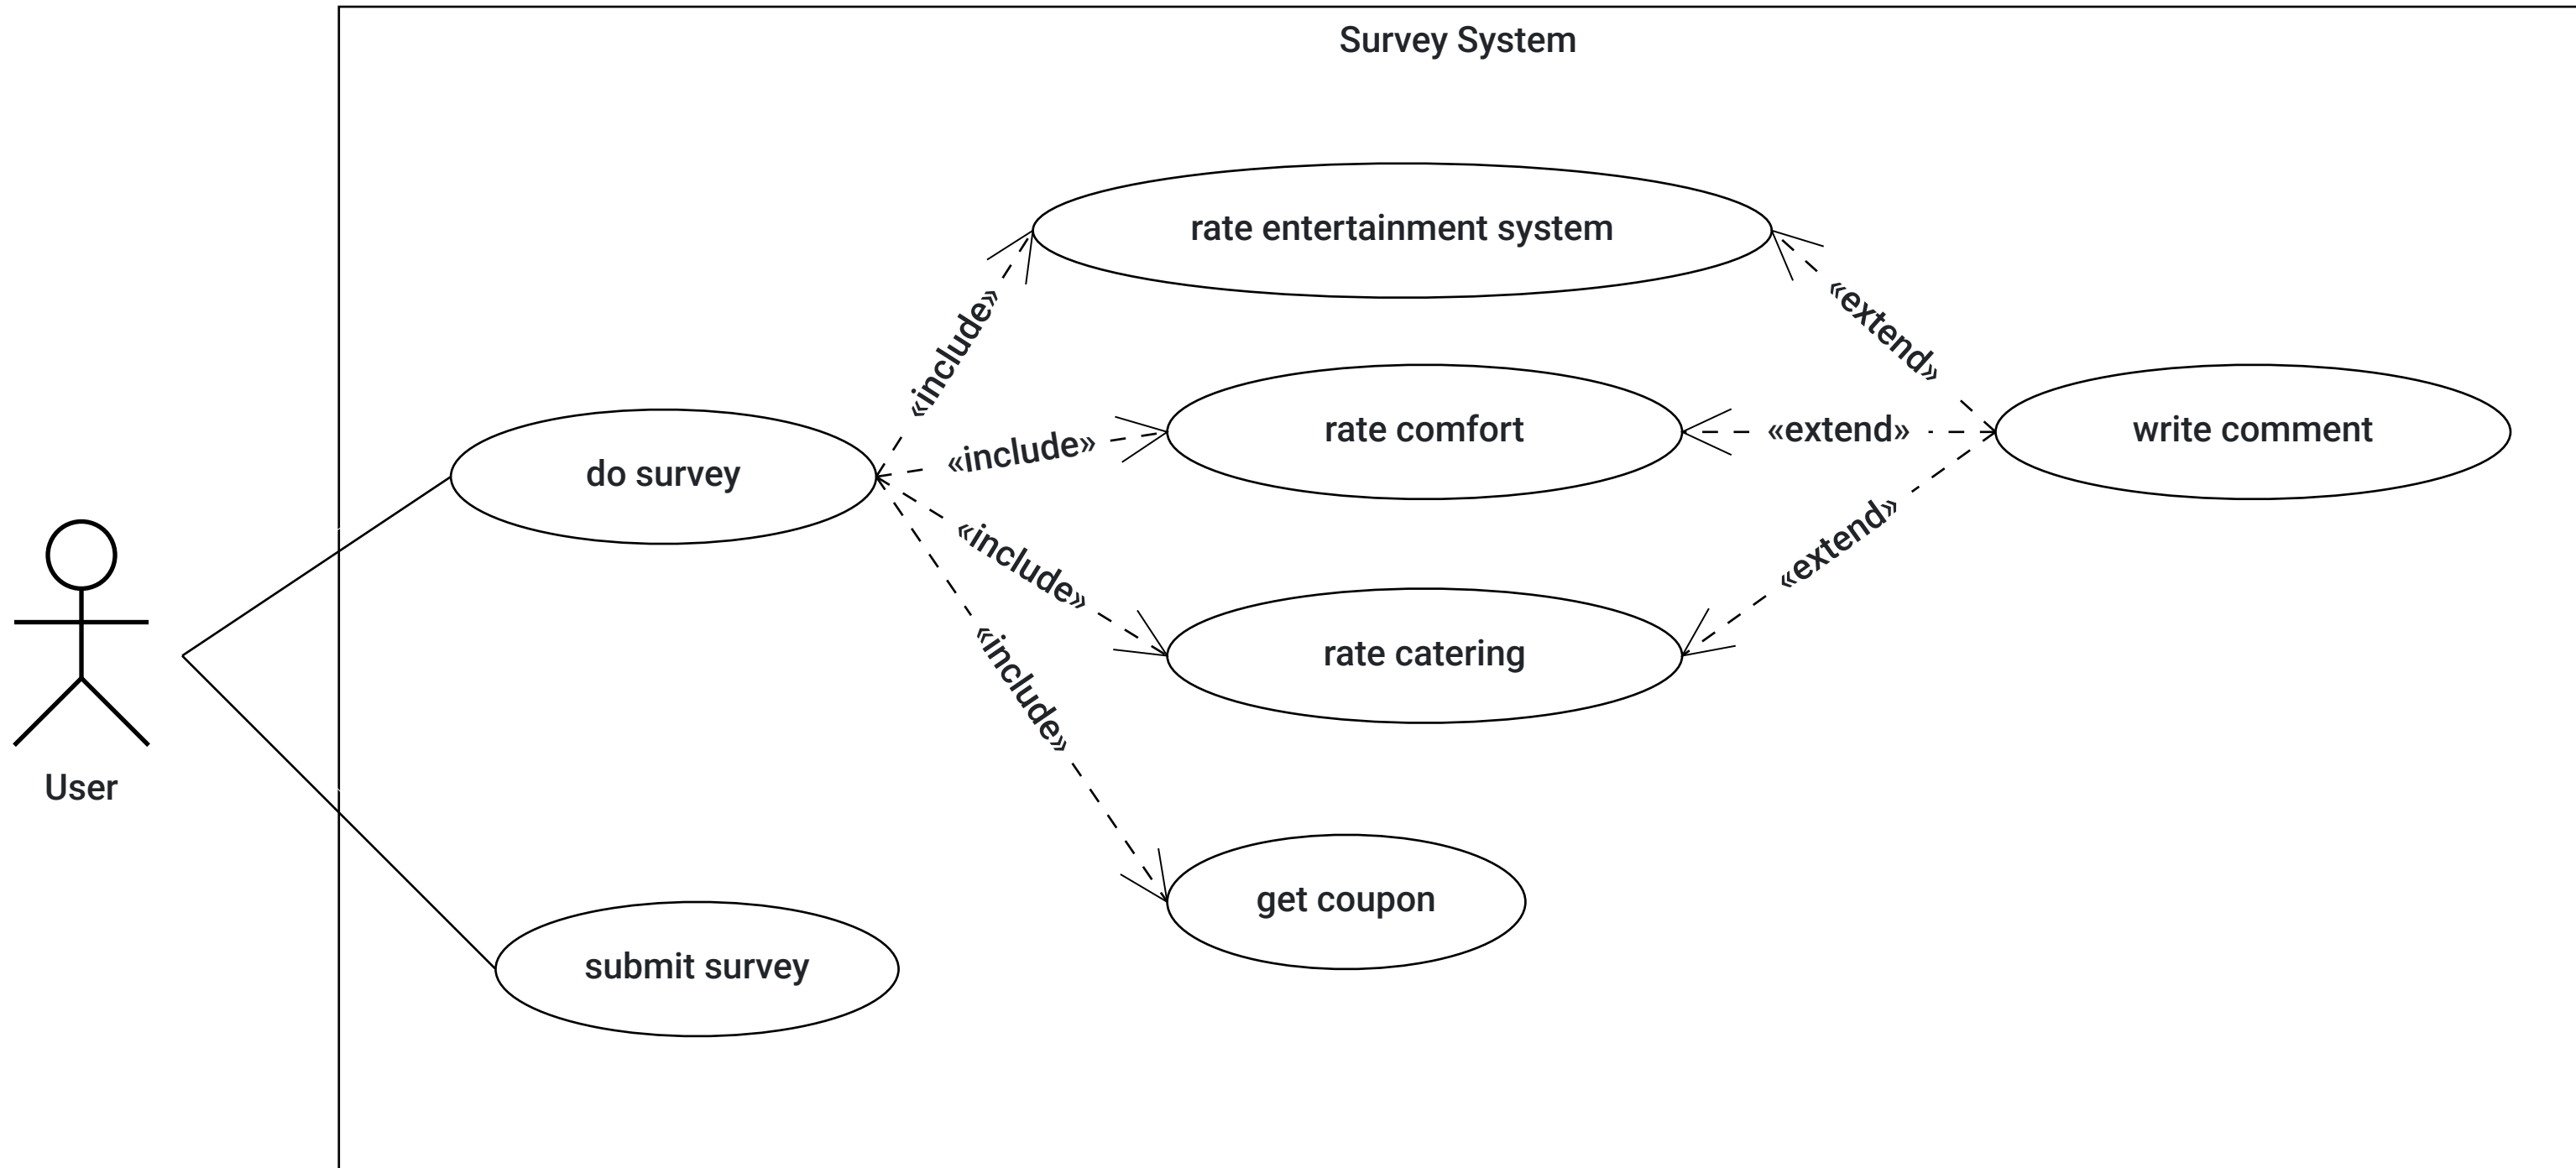 Survey System
rate entertainment system
«include»
«extend»
rate comfort
«extend»
write comment
«include»
do survey
«include»
«extend»
rate catering
«include»
User
get coupon
submit survey